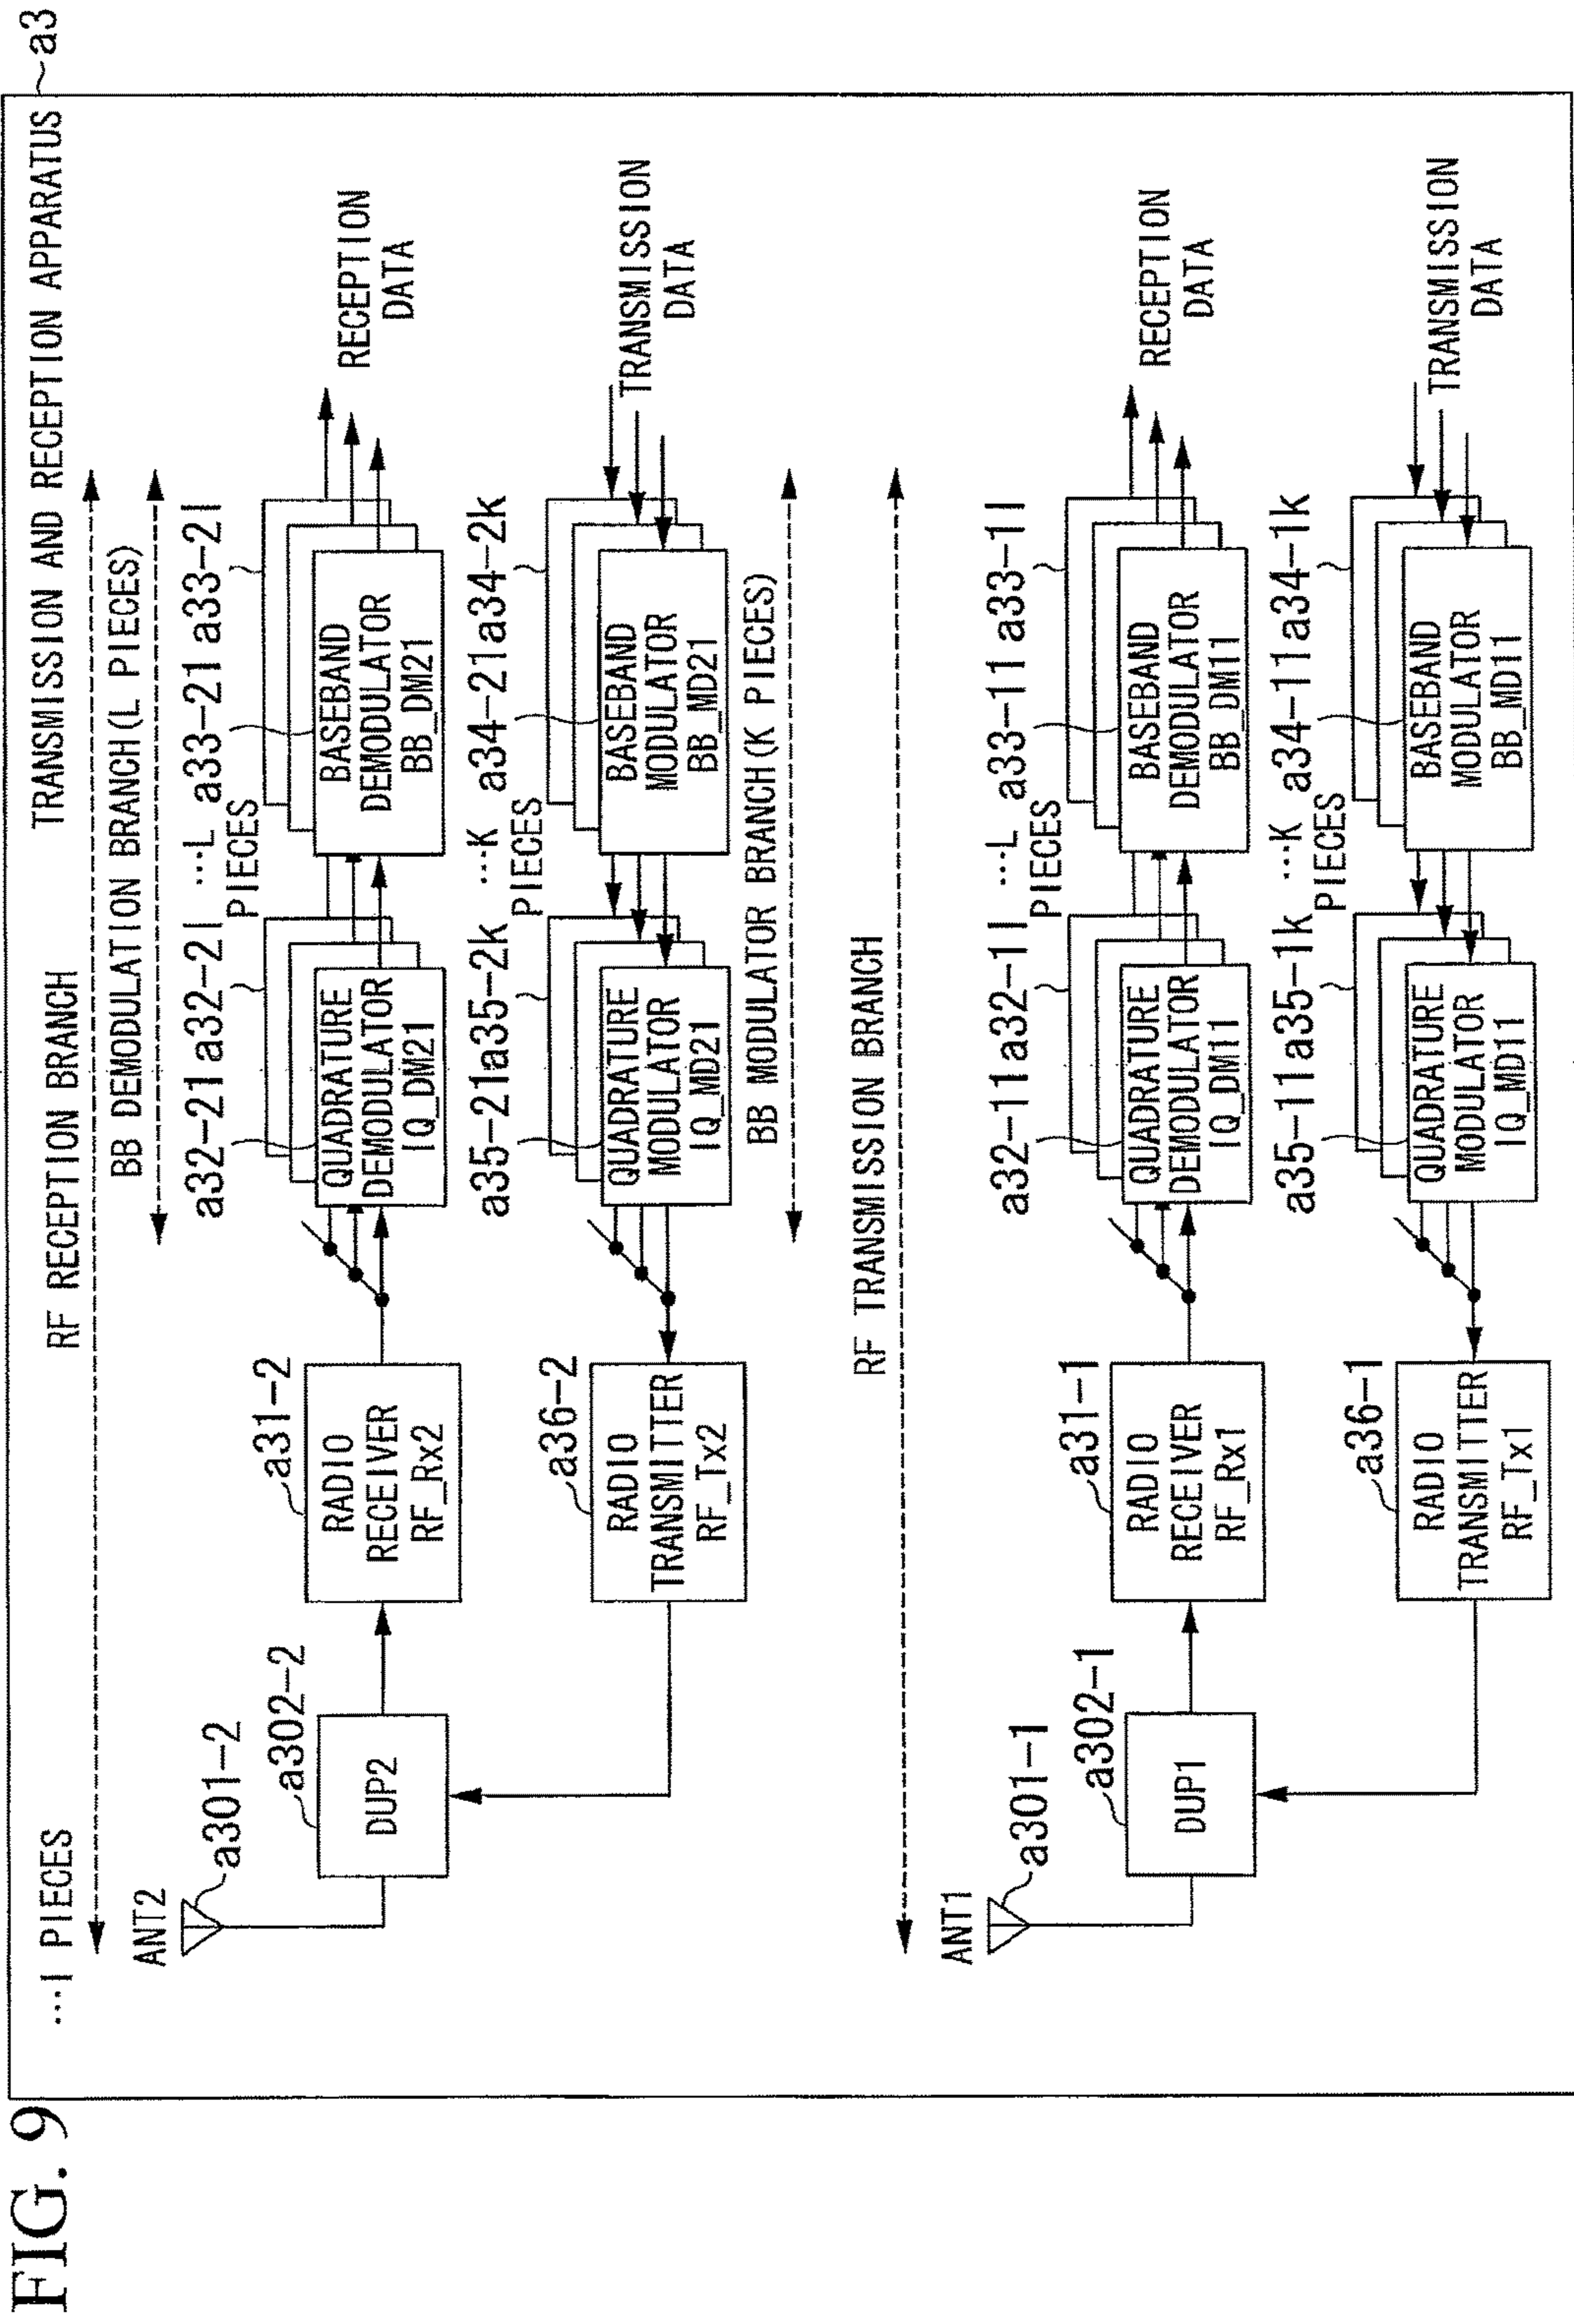 FIG. 9
TRANSMISSION AND RECEPTION APPARATUS
a3
...I PIECES
RF RECEPTION BRANCH
BB DEMODULATION BRANCH(L PIECES)
ANT2
a301-2
a302-2
DUP2
a31-2
RADIO
RECEIVER
RF_Rx2
a32-21
a32-2l
...L
PIECES
QUADRATURE
DEMODULATOR
IQ_DM21
a33-21
a33-2l
BASEBAND
DEMODULATOR
BB_DM21
RECEPTION
DATA
a36-2
RADIO
TRANSMITTER
RF_Tx2
a35-21
a35-2k
...K
PIECES
QUADRATURE
MODULATOR
IQ_MD21
a34-21
a34-2k
BASEBAND
MODULATOR
BB_MD21
TRANSMISSION
DATA
BB MODULATOR BRANCH(K PIECES)
RF TRANSMISSION BRANCH
ANT1
a301-1
a302-1
DUP1
a31-1
RADIO
RECEIVER
RF_Rx1
a32-11
a32-1l
...L
PIECES
QUADRATURE
DEMODULATOR
IQ_DM11
a33-11
a33-1l
BASEBAND
DEMODULATOR
BB_DM11
RECEPTION
DATA
a36-1
RADIO
TRANSMITTER
RF_Tx1
a35-11
a35-1k
...K
PIECES
QUADRATURE
MODULATOR
IQ_MD11
a34-11
a34-1k
BASEBAND
MODULATOR
BB_MD11
TRANSMISSION
DATA